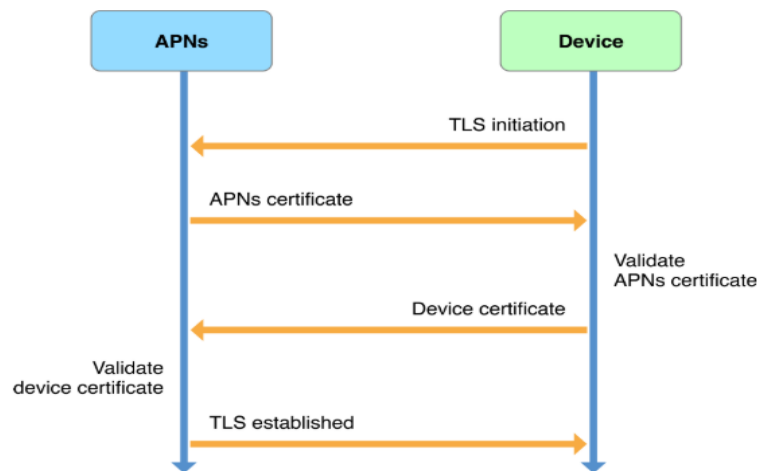 APNs
Device
TLS initiation
APNs certificate
Validate
APNs certificate
Device certificate
Validate
device certificate
TLS established